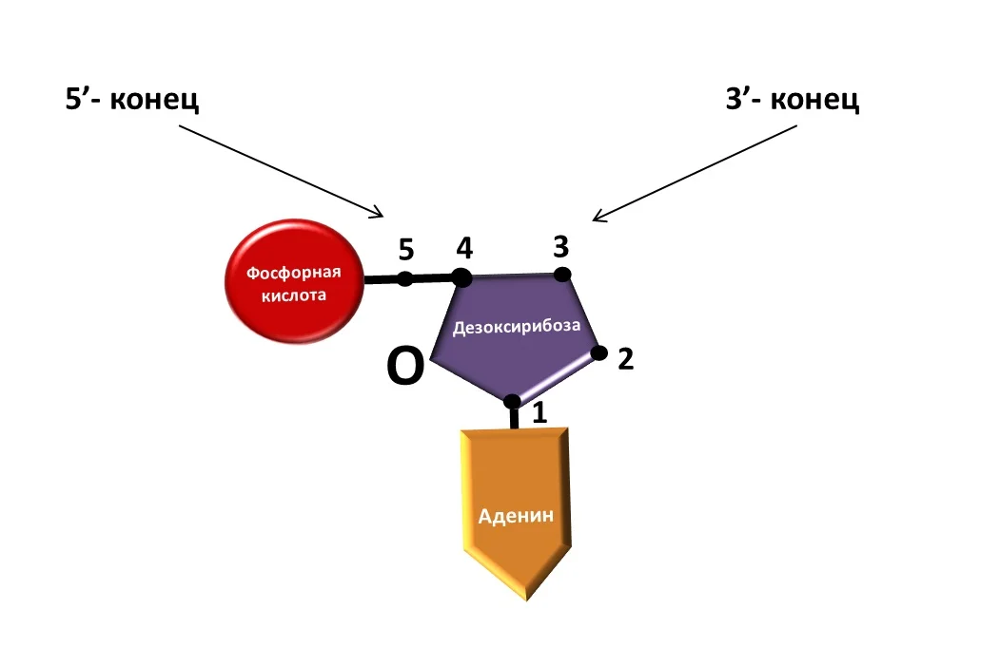 5’- конец
3’- конец
5
4
3
Фосфорная
кислота
Дезоксирибоза
O
2
1
Аденин